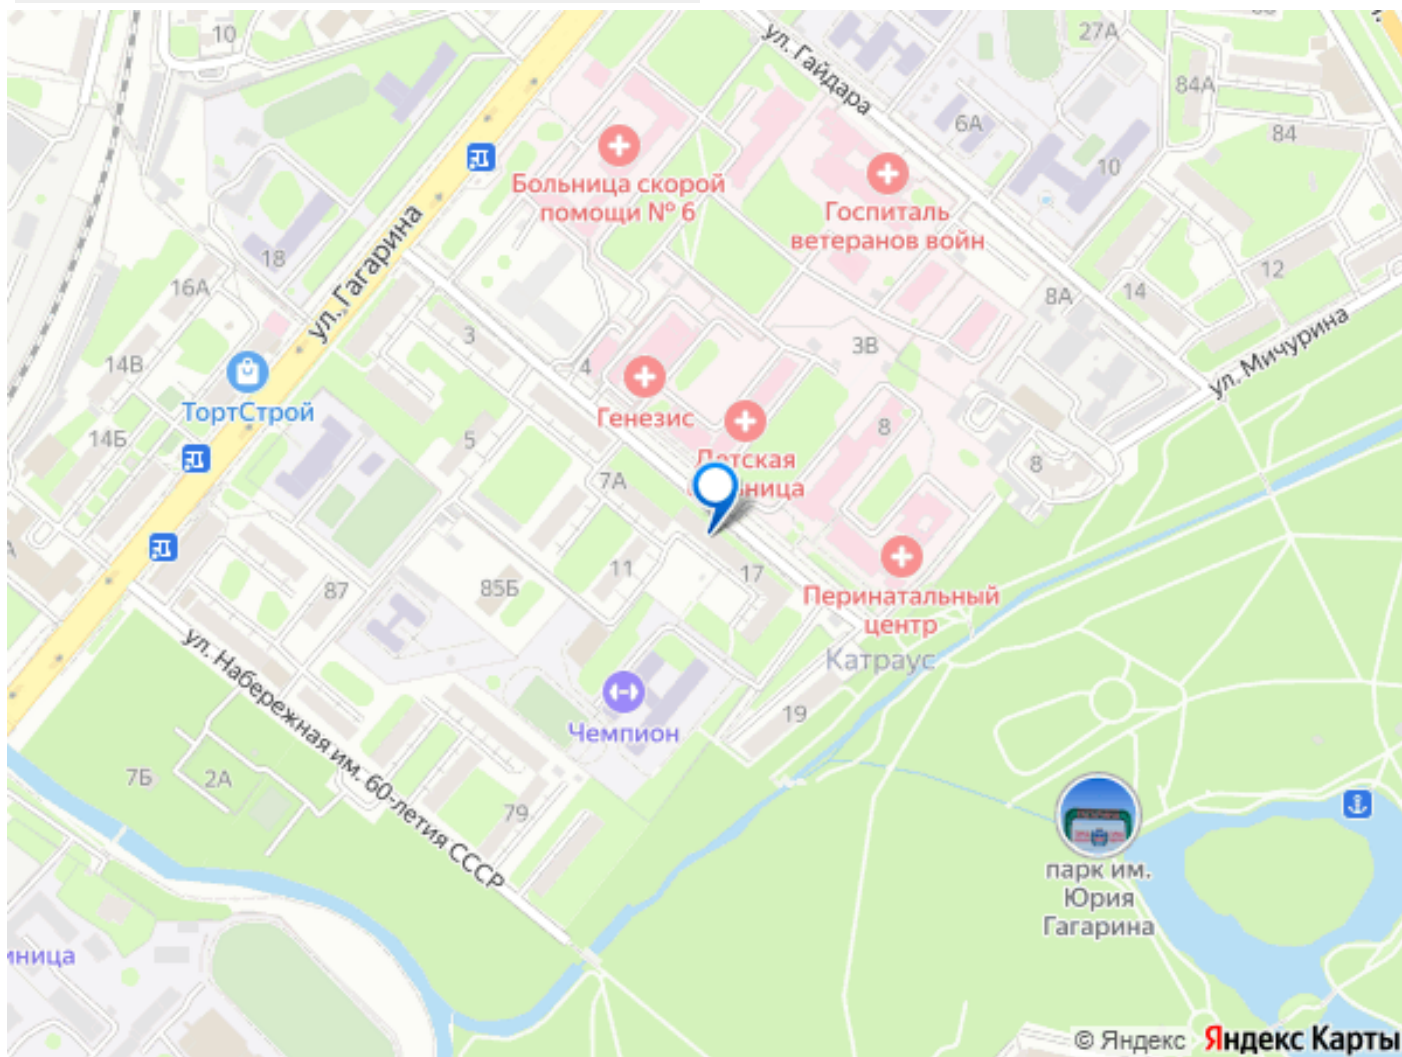 10
ул. Гайдара
27А
84А
84
6А
10
Больница скорой
помощи № 6
Госпиталь
ветеранов войн
18
ул. Гагарина
16А
12
14
8А
3
3В
ул. Мичурина
14В
4
ТортСтрой
Генезис
8
14Б
5
Детская
8
7А
17
11
85Б
87
Перинатальный
центр
Катраус
ул. Набережная им. 60-летия СССР
19
Чемпион
7Б
2А
79
парк им.
Юрия
Гагарина
© Яндекс Яндекс Карты